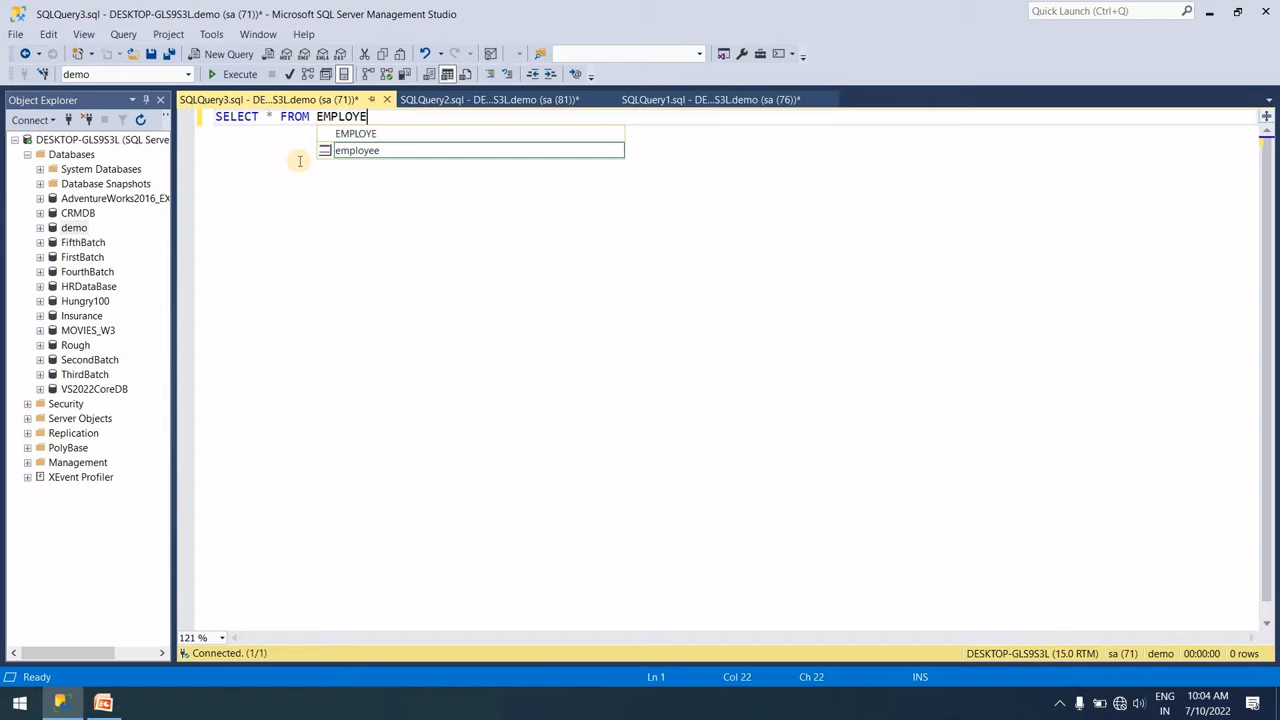 SQLQuery3.sql - DESKTOP-GLS9S3L.demo (sa (71))* - Microsoft SQL Server Management Studio
Quick Launch (Ctrl+Q)
File Edit View Query Project Tools Window Help
New Query
MDX DMX XMLA DAX
demo
Execute
Object Explorer
SQLQuery3.sql - DE...S3L.demo (sa (71))*
SQLQuery2.sql - DE...S3L.demo (sa (81))*
SQLQuery1.sql - DE...S3L.demo (sa (76))*
Connect
SELECT * FROM EMPLOYE
EMPLOYE
employee
DESKTOP-GLS9S3L (SQL Serve
Databases
System Databases
Database Snapshots
AdventureWorks2016_EX
CRMDB
demo
FifthBatch
FirstBatch
FourthBatch
HRDataBase
Hungry100
Insurance
MOVIES_W3
Rough
SecondBatch
ThirdBatch
VS2022CoreDB
Security
Server Objects
Replication
PolyBase
Management
XEvent Profiler
121 %
Connected. (1/1)
DESKTOP-GLS9S3L (15.0 RTM)
sa (71)
demo
00:00:00
0 rows
Ready
Ln 1
Col 22
Ch 22
INS
ENG
IN
10:04 AM
7/10/2022